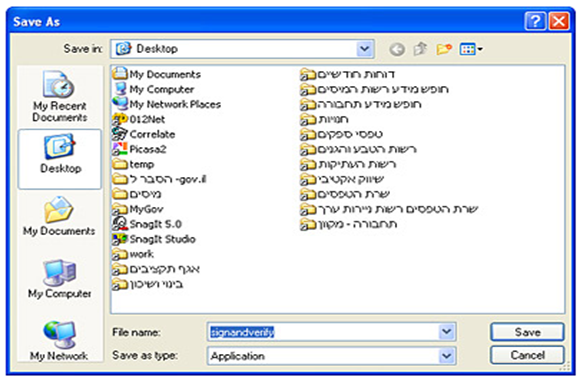 Save As
Save in:
Desktop
My Recent
Documents
Desktop
My Documents
My Computer
My Network
My Documents
My Computer
My Network Places
012Net
Correlate
Picasa2
temp
הסבר ל -gov.il
מיסים
MyGov
SnagIt 5.0
SnagIt Studio
work
אגף תקציבים
בינוי ושיכון
דוחות חודשיים
חופש מידע רשות המיסים
חופש מידע תחבורה
חנויות
טפסי ספקים
רשות הטבע והגנים
רשות העתיקות
שיווק אקטיבי
שרת הטפסים
שרת הטפסים רשות ניירות ערך
תחבורה - מקוון
File name:
signandverify
Save
Save as type:
Application
Cancel